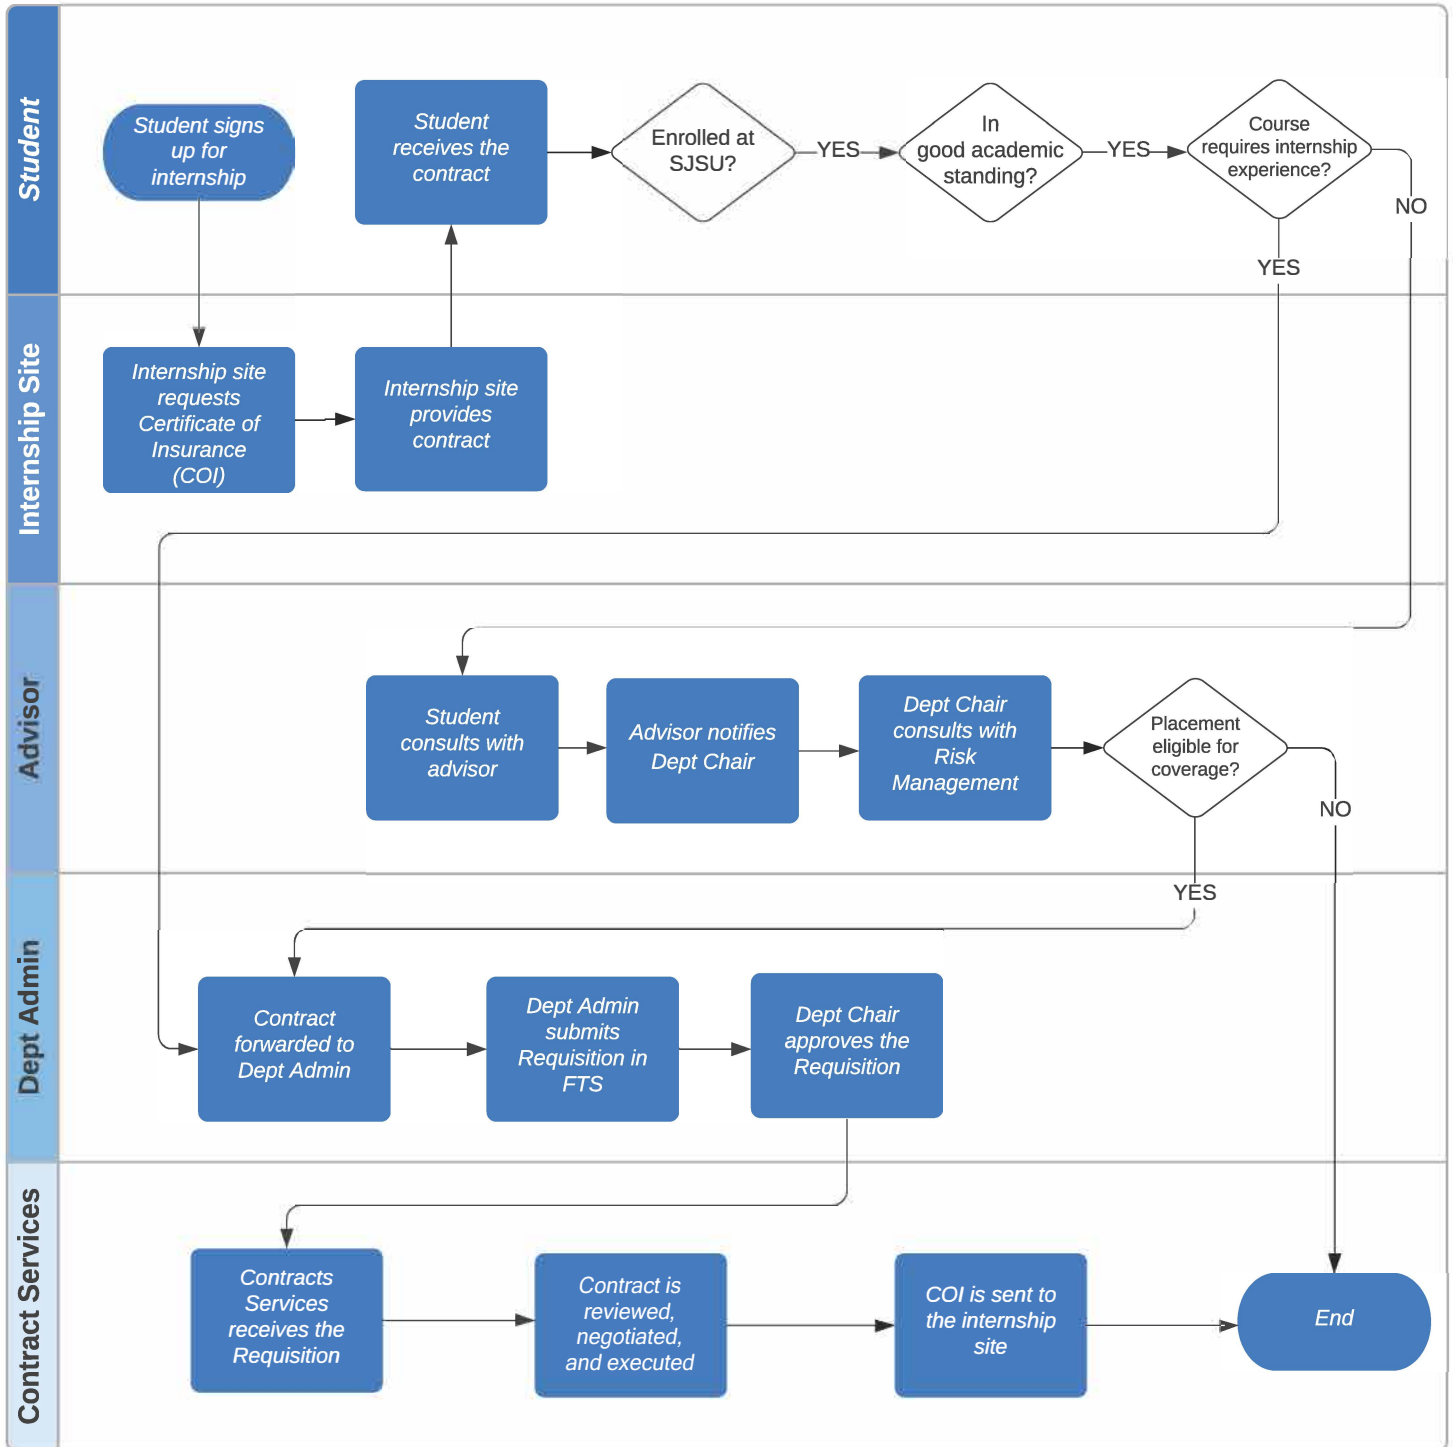 Student
Student signs
up for
internship
Student
receives the
contract
Enrolled at
SJSU?
YES
In
good academic
standing?
YES
Course
requires internship
experience?
NO
YES
Internship Site
Internship site
requests
Certificate of
Insurance
(COI)
Internship site
provides
contract
Advisor
Student
consults with
advisor
Advisor notifies
Dept Chair
Dept Chair
consults with
Risk
Management
Placement
eligible for
coverage?
NO
YES
Dept Admin
Contract
forwarded to
Dept Admin
Dept Admin
submits
Requisition in
FTS
Dept Chair
approves the
Requisition
Contract Services
Contracts
Services
receives the
Requisition
Contract is
reviewed,
negotiated,
and executed
COI is sent to
the internship
site
End